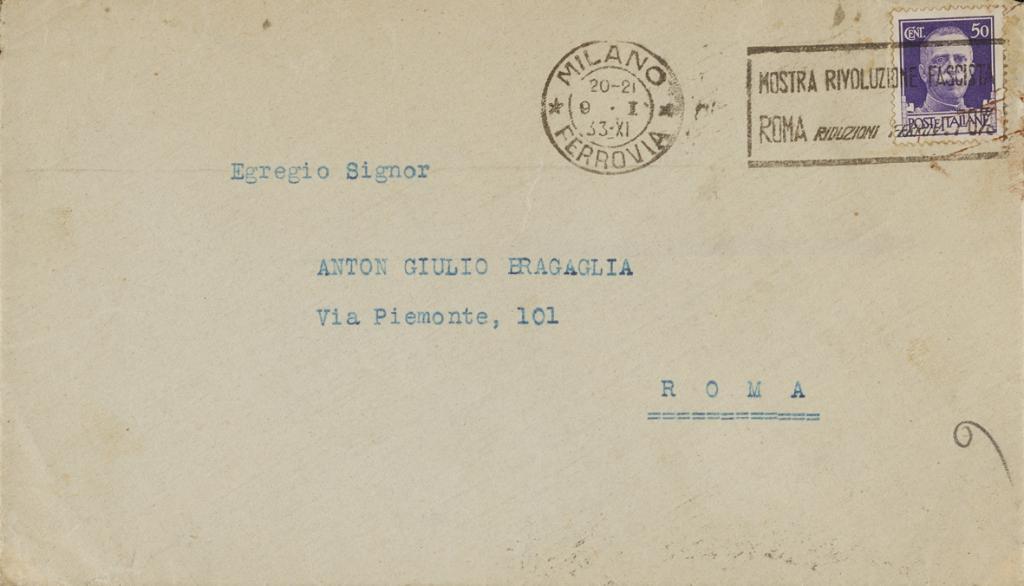 MILANO
20-21
9 · I
33·XI
FERROVIA
MOSTRA RIVOLUZIONE FASCISTA
ROMA RIDUZIONI
CENT. 50
POSTE ITALIANE
Egregio Signor
ANTON GIULIO BRAGAGLIA
Via Piemonte, 101
R O M A